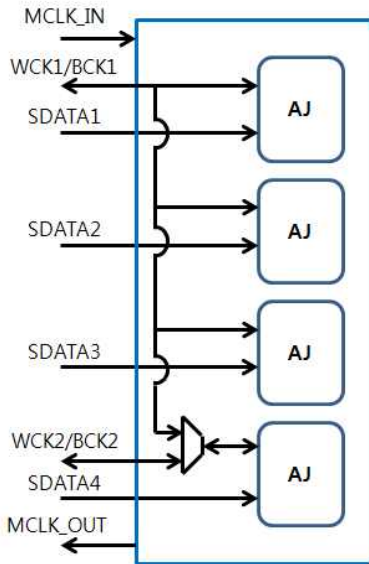 MCLK_IN
WCK1/BCK1
AJ
SDATA1
AJ
SDATA2
AJ
SDATA3
WCK2/BCK2
AJ
SDATA4
MCLK_OUT